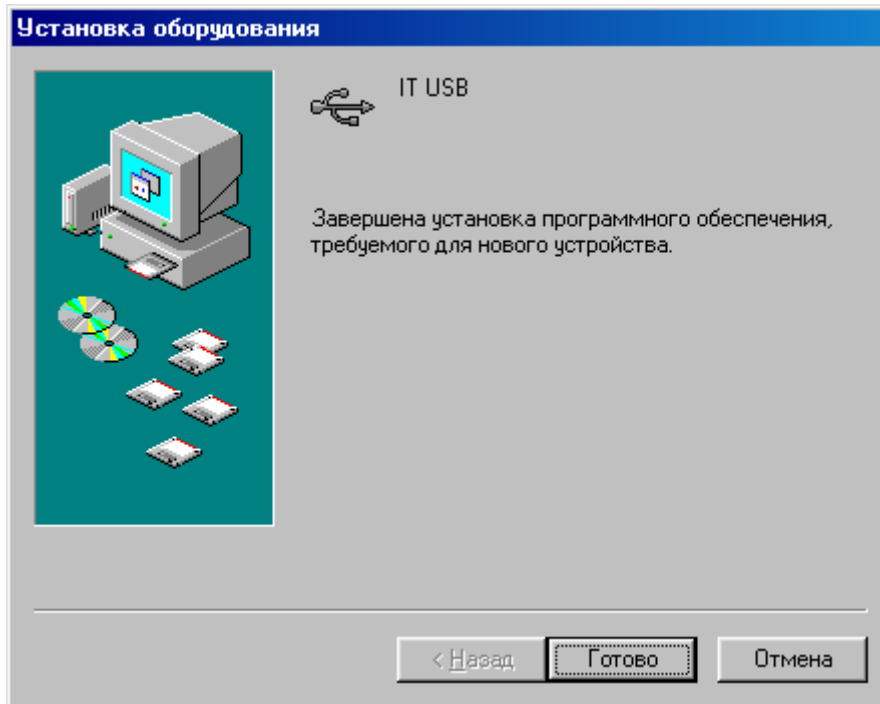 Установка оборудования
IT USB
Завершена установка программного обеспечения,
требуемого для нового устройства.
< Назад
Готово
Отмена